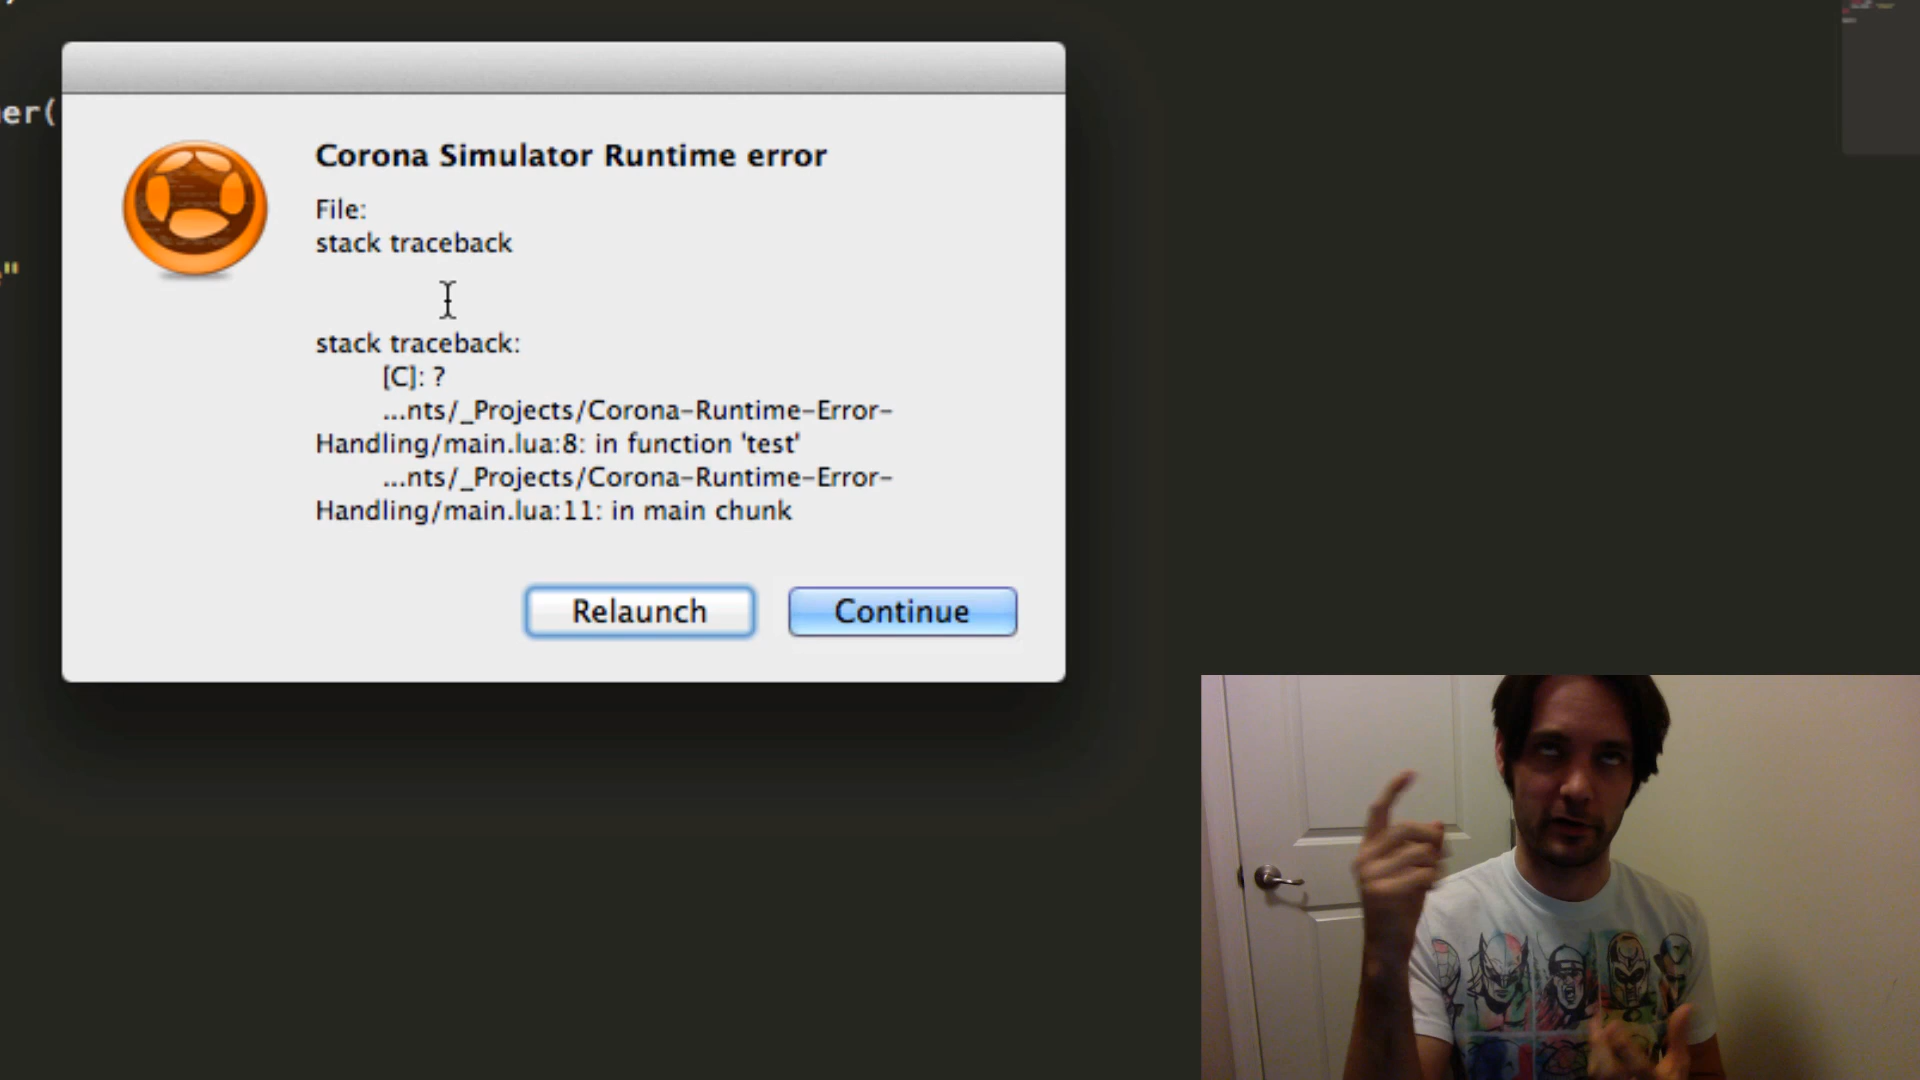 er(
"
Corona Simulator Runtime error
File:
stack traceback
stack traceback:
[C]: ?
...nts/_Projects/Corona-Runtime-Error-
Handling/main.lua:8: in function 'test'
...nts/_Projects/Corona-Runtime-Error-
Handling/main.lua:11: in main chunk
Relaunch
Continue